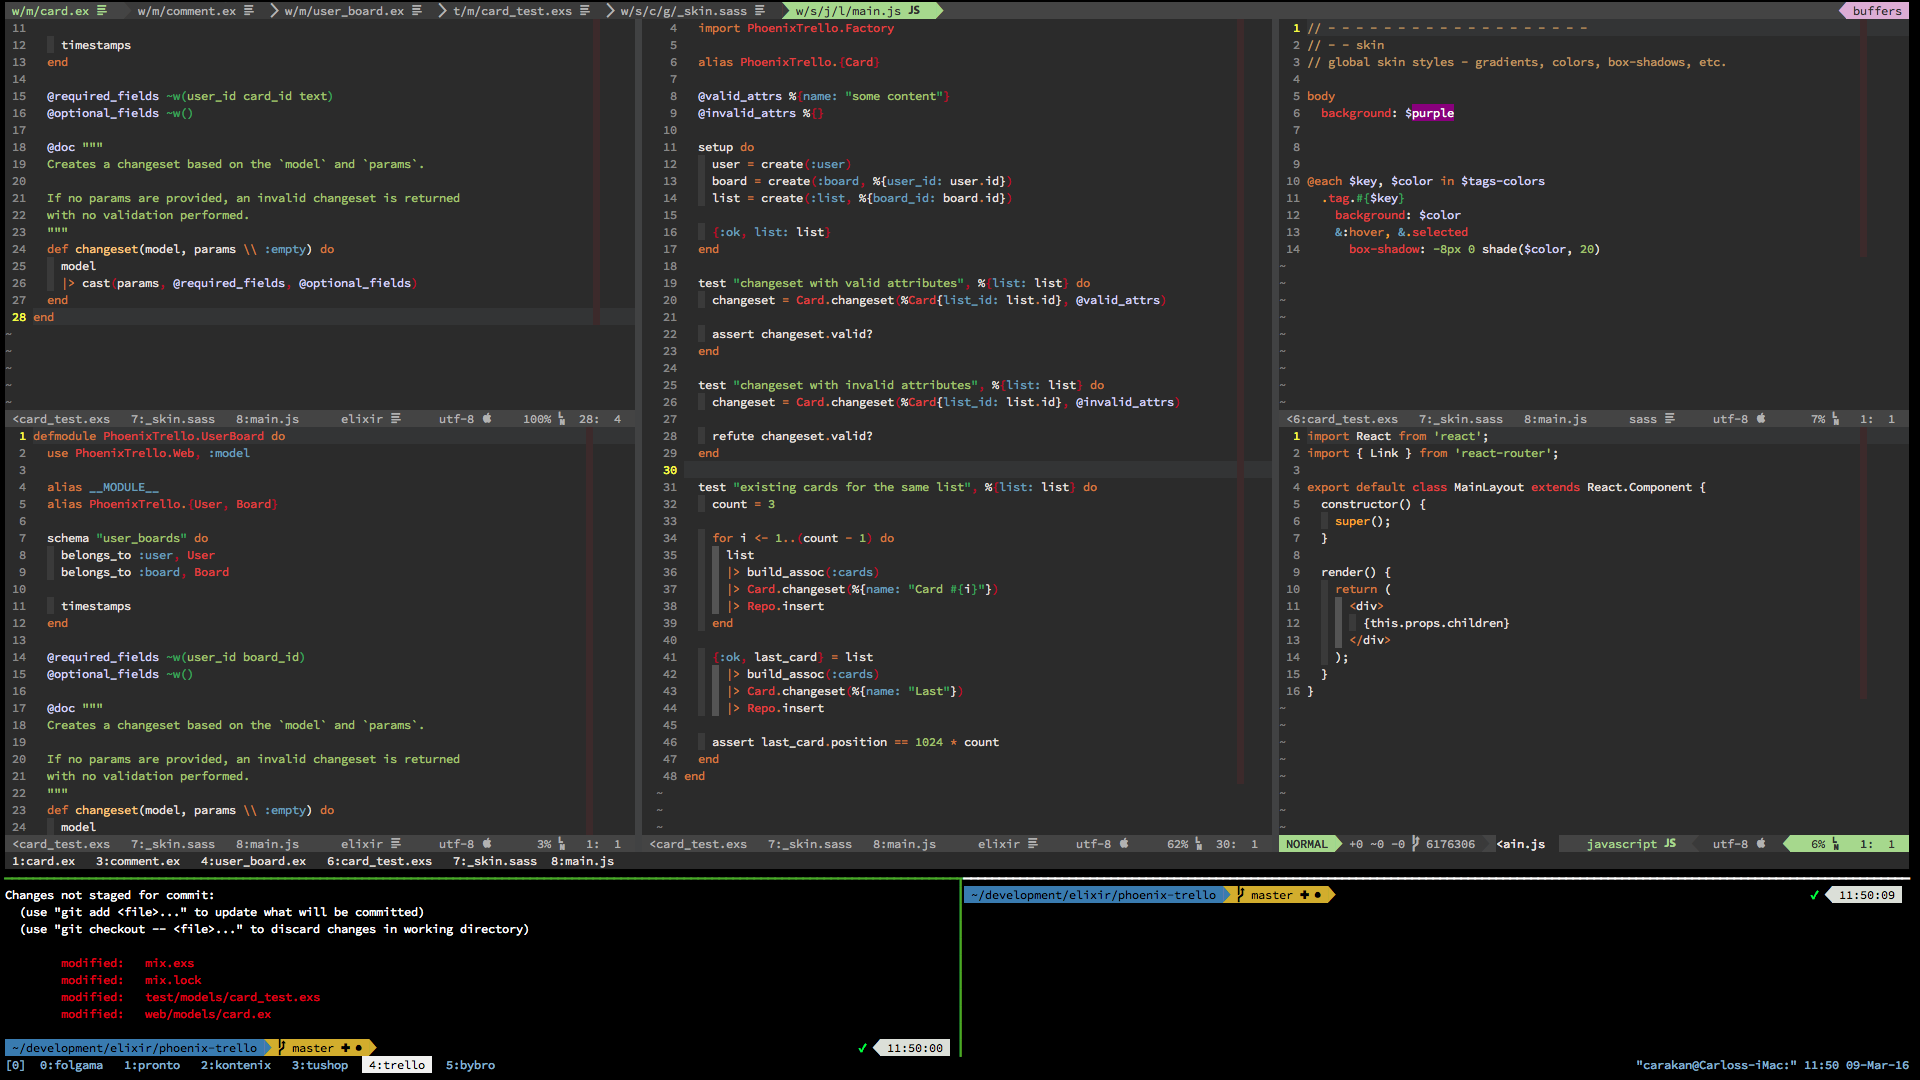 w/m/card.ex w/m/comment.ex w/m/user_board.ex t/m/card_test.exs w/s/c/g/_skin.sass w/s/j/l/main.js JS buffers
11
12 timestamps
13 end
14
15 @required_fields ~w(user_id card_id text)
16 @optional_fields ~w()
17
18 @doc """
19 Creates a changeset based on the `model` and `params`.
20
21 If no params are provided, an invalid changeset is returned
22 with no validation performed.
23 """
24 def changeset(model, params \\ :empty) do
25 model
26 |> cast(params, @required_fields, @optional_fields)
27 end
28 end
~
~
~
~
~
<card_test.exs 7:_skin.sass 8:main.js elixir utf-8 100% LN 28: 4
1 defmodule PhoenixTrello.UserBoard do
2 use PhoenixTrello.Web, :model
3
4 alias __MODULE__
5 alias PhoenixTrello.{User, Board}
6
7 schema "user_boards" do
8 belongs_to :user, User
9 belongs_to :board, Board
10
11 timestamps
12 end
13
14 @required_fields ~w(user_id board_id)
15 @optional_fields ~w()
16
17 @doc """
18 Creates a changeset based on the `model` and `params`.
19
20 If no params are provided, an invalid changeset is returned
21 with no validation performed.
22 """
23 def changeset(model, params \\ :empty) do
24 model
<card_test.exs 7:_skin.sass 8:main.js elixir utf-8 3% LN 1: 1
4 import PhoenixTrello.Factory
5
6 alias PhoenixTrello.{Card}
7
8 @valid_attrs %{name: "some content"}
9 @invalid_attrs %{}
10
11 setup do
12 user = create(:user)
13 board = create(:board, %{user_id: user.id})
14 list = create(:list, %{board_id: board.id})
15
16 {:ok, list: list}
17 end
18
19 test "changeset with valid attributes", %{list: list} do
20 changeset = Card.changeset(%Card{list_id: list.id}, @valid_attrs)
21
22 assert changeset.valid?
23 end
24
25 test "changeset with invalid attributes", %{list: list} do
26 changeset = Card.changeset(%Card{list_id: list.id}, @invalid_attrs)
27
28 refute changeset.valid?
29 end
30
31 test "existing cards for the same list", %{list: list} do
32 count = 3
33
34 for i <- 1..(count - 1) do
35 list
36 |> build_assoc(:cards)
37 |> Card.changeset(%{name: "Card #{i}"})
38 |> Repo.insert
39 end
40
41 {:ok, last_card} = list
42 |> build_assoc(:cards)
43 |> Card.changeset(%{name: "Last"})
44 |> Repo.insert
45
46 assert last_card.position == 1024 * count
47 end
48 end
~
~
~
<card_test.exs 7:_skin.sass 8:main.js elixir utf-8 62% LN 30: 1
1 // - - - - - - - - - - - - - - - - - - -
2 // - - skin
3 // global skin styles - gradients, colors, box-shadows, etc.
4
5 body
6 background: $purple
7
8
9
10 @each $key, $color in $tags-colors
11 .tag.#{$key}
12 background: $color
13 &:hover, &.selected
14 box-shadow: -8px 0 shade($color, 20)
~
~
~
~
~
~
~
~
~
<6:card_test.exs 7:_skin.sass 8:main.js sass utf-8 7% LN 1: 1
1 import React from 'react';
2 import { Link } from 'react-router';
3
4 export default class MainLayout extends React.Component {
5 constructor() {
6 super();
7 }
8
9 render() {
10 return (
11 <div>
12 {this.props.children}
13 </div>
14 );
15 }
16 }
~
~
~
~
~
~
~
~
NORMAL +0 ~0 -0 6176306 <ain.js javascript JS utf-8 6% LN 1: 1
1:card.ex 3:comment.ex 4:user_board.ex 6:card_test.exs 7:_skin.sass 8:main.js
Changes not staged for commit:
(use "git add <file>..." to update what will be committed)
(use "git checkout -- <file>..." to discard changes in working directory)
modified: mix.exs
modified: mix.lock
modified: test/models/card_test.exs
modified: web/models/card.ex
~/development/elixir/phoenix-trello master ✚ ● ✔ 11:50:00
~/development/elixir/phoenix-trello master ✚ ● ✔ 11:50:09
[0] 0:folgama 1:pronto 2:kontenix 3:tushop 4:trello 5:bybro "carakan@Carloss-iMac:" 11:50 09-Mar-16